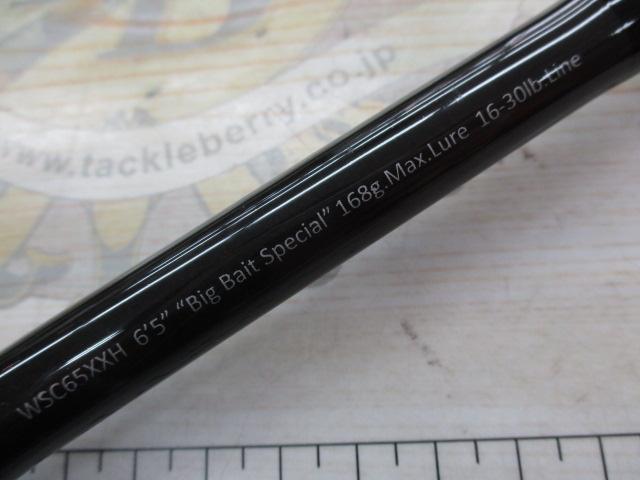 www.tackleberry.co.jp
WSC65XXH 6'5" "Big Bait Special" 168g.Max.Lure 16-30lb.Line